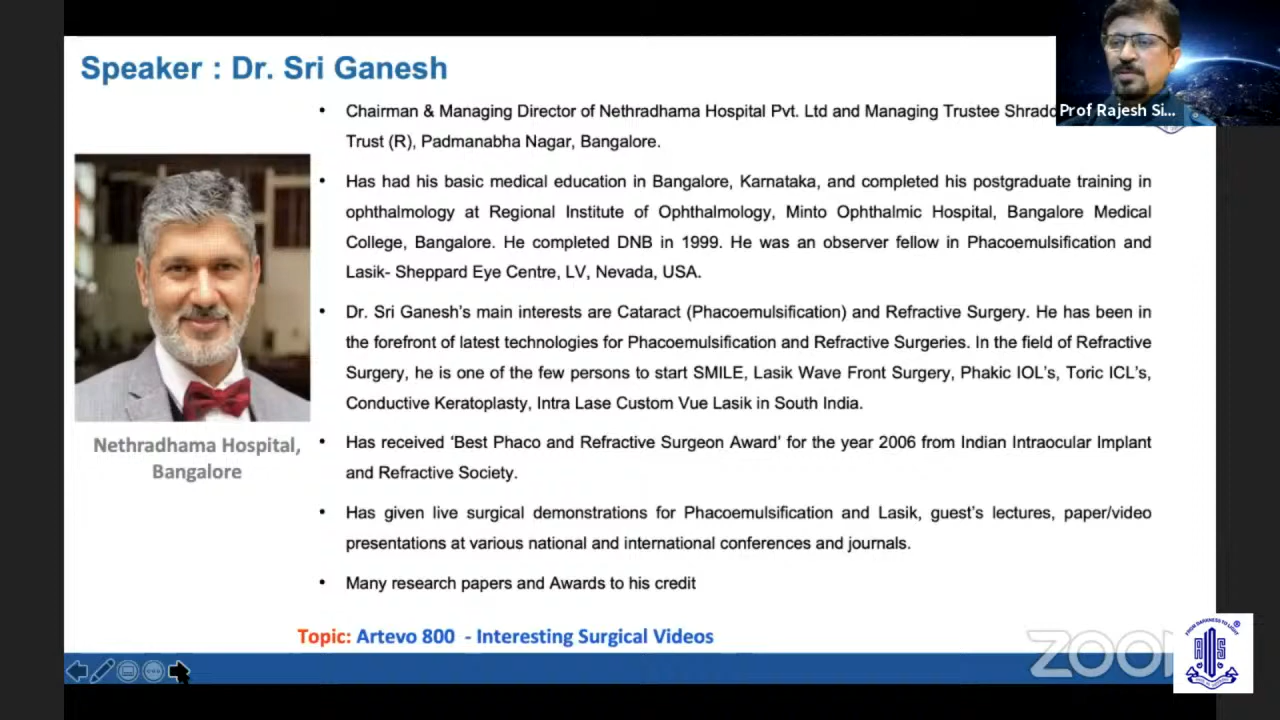 Speaker : Dr. Sri Ganesh
Prof Rajesh Si...
• Chairman & Managing Director of Nethradhama Hospital Pvt. Ltd and Managing Trustee
Trust (R), Padmanabha Nagar, Bangalore.
• Has had his basic medical education in Bangalore, Karnataka, and completed his postgraduate training in
ophthalmology at Regional Institute of Ophthalmology, Minto Ophthalmic Hospital, Bangalore Medical
College, Bangalore. He completed DNB in 1999. He was an observer fellow in Phacoemulsification and
Lasik- Sheppard Eye Centre, LV, Nevada, USA.
• Dr. Sri Ganesh's main interests are Cataract (Phacoemulsification) and Refractive Surgery. He has been in
the forefront of latest technologies for Phacoemulsification and Refractive Surgeries. In the field of Refractive
Surgery, he is one of the few persons to start SMILE, Lasik Wave Front Surgery, Phakic IOL's, Toric ICL's,
Conductive Keratoplasty, Intra Lase Custom Vue Lasik in South India.
Nethradhama Hospital,
Bangalore
• Has received ‘Best Phaco and Refractive Surgeon Award’ for the year 2006 from Indian Intraocular Implant
and Refractive Society.
• Has given live surgical demonstrations for Phacoemulsification and Lasik, guest's lectures, paper/video
presentations at various national and international conferences and journals.
• Many research papers and Awards to his credit
Topic: Artevo 800 - Interesting Surgical Videos
ZOO
FROM DARKNESS TO LIGHT
AIOS